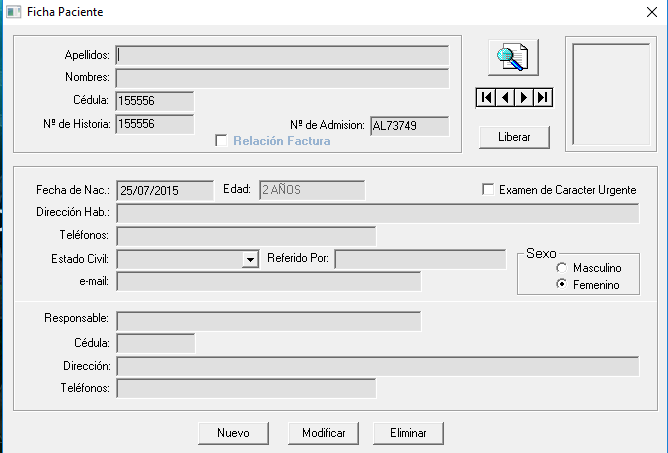 Ficha Paciente
Apellidos:
Nombres:
Cédula: 155556
Nº de Historia: 155556 Nº de Admision: AL73749
Relación Factura
Liberar
Fecha de Nac.: 25/07/2015 Edad: 2 AÑOS Examen de Caracter Urgente
Dirección Hab.:
Teléfonos:
Estado Civil: Referido Por: Sexo
Masculino
e-mail: Femenino
Responsable:
Cédula:
Dirección:
Teléfonos:
Nuevo Modificar Eliminar